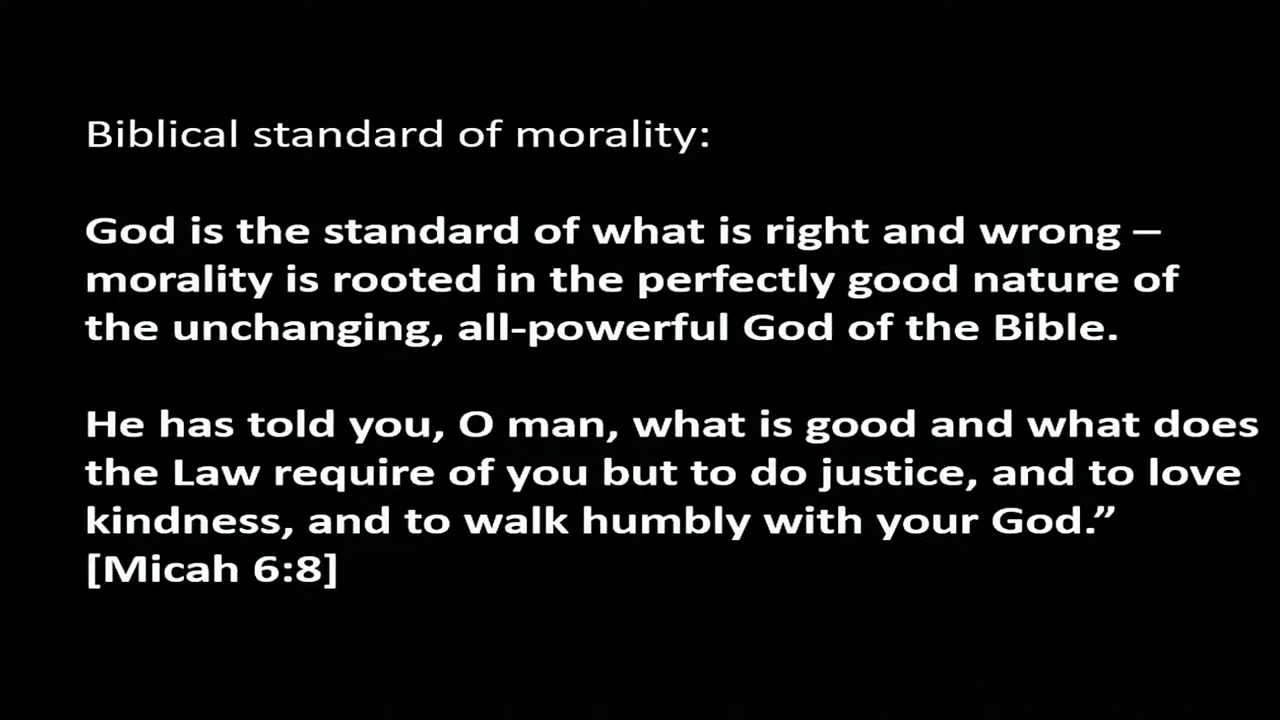 Biblical standard of morality:
God is the standard of what is right and wrong –
morality is rooted in the perfectly good nature of
the unchanging, all-powerful God of the Bible.
He has told you, O man, what is good and what does
the Law require of you but to do justice, and to love
kindness, and to walk humbly with your God.”
[Micah 6:8]